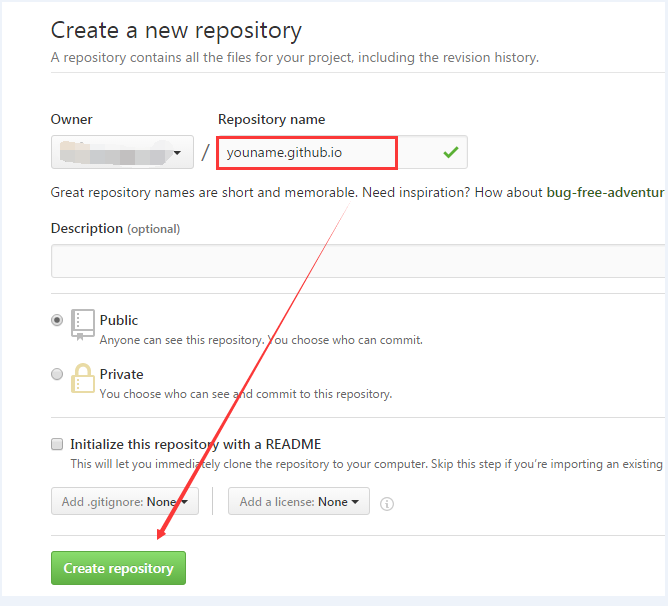 Create a new repository
A repository contains all the files for your project, including the revision history.
Owner
Repository name
/
youname.github.io
Great repository names are short and memorable. Need inspiration? How about bug-free-adventur
Description (optional)
Public
Anyone can see this repository. You choose who can commit.
Private
You choose who can see and commit to this repository.
Initialize this repository with a README
This will let you immediately clone the repository to your computer. Skip this step if you’re importing an existing
Add .gitignore: None
Add a license: None
Create repository